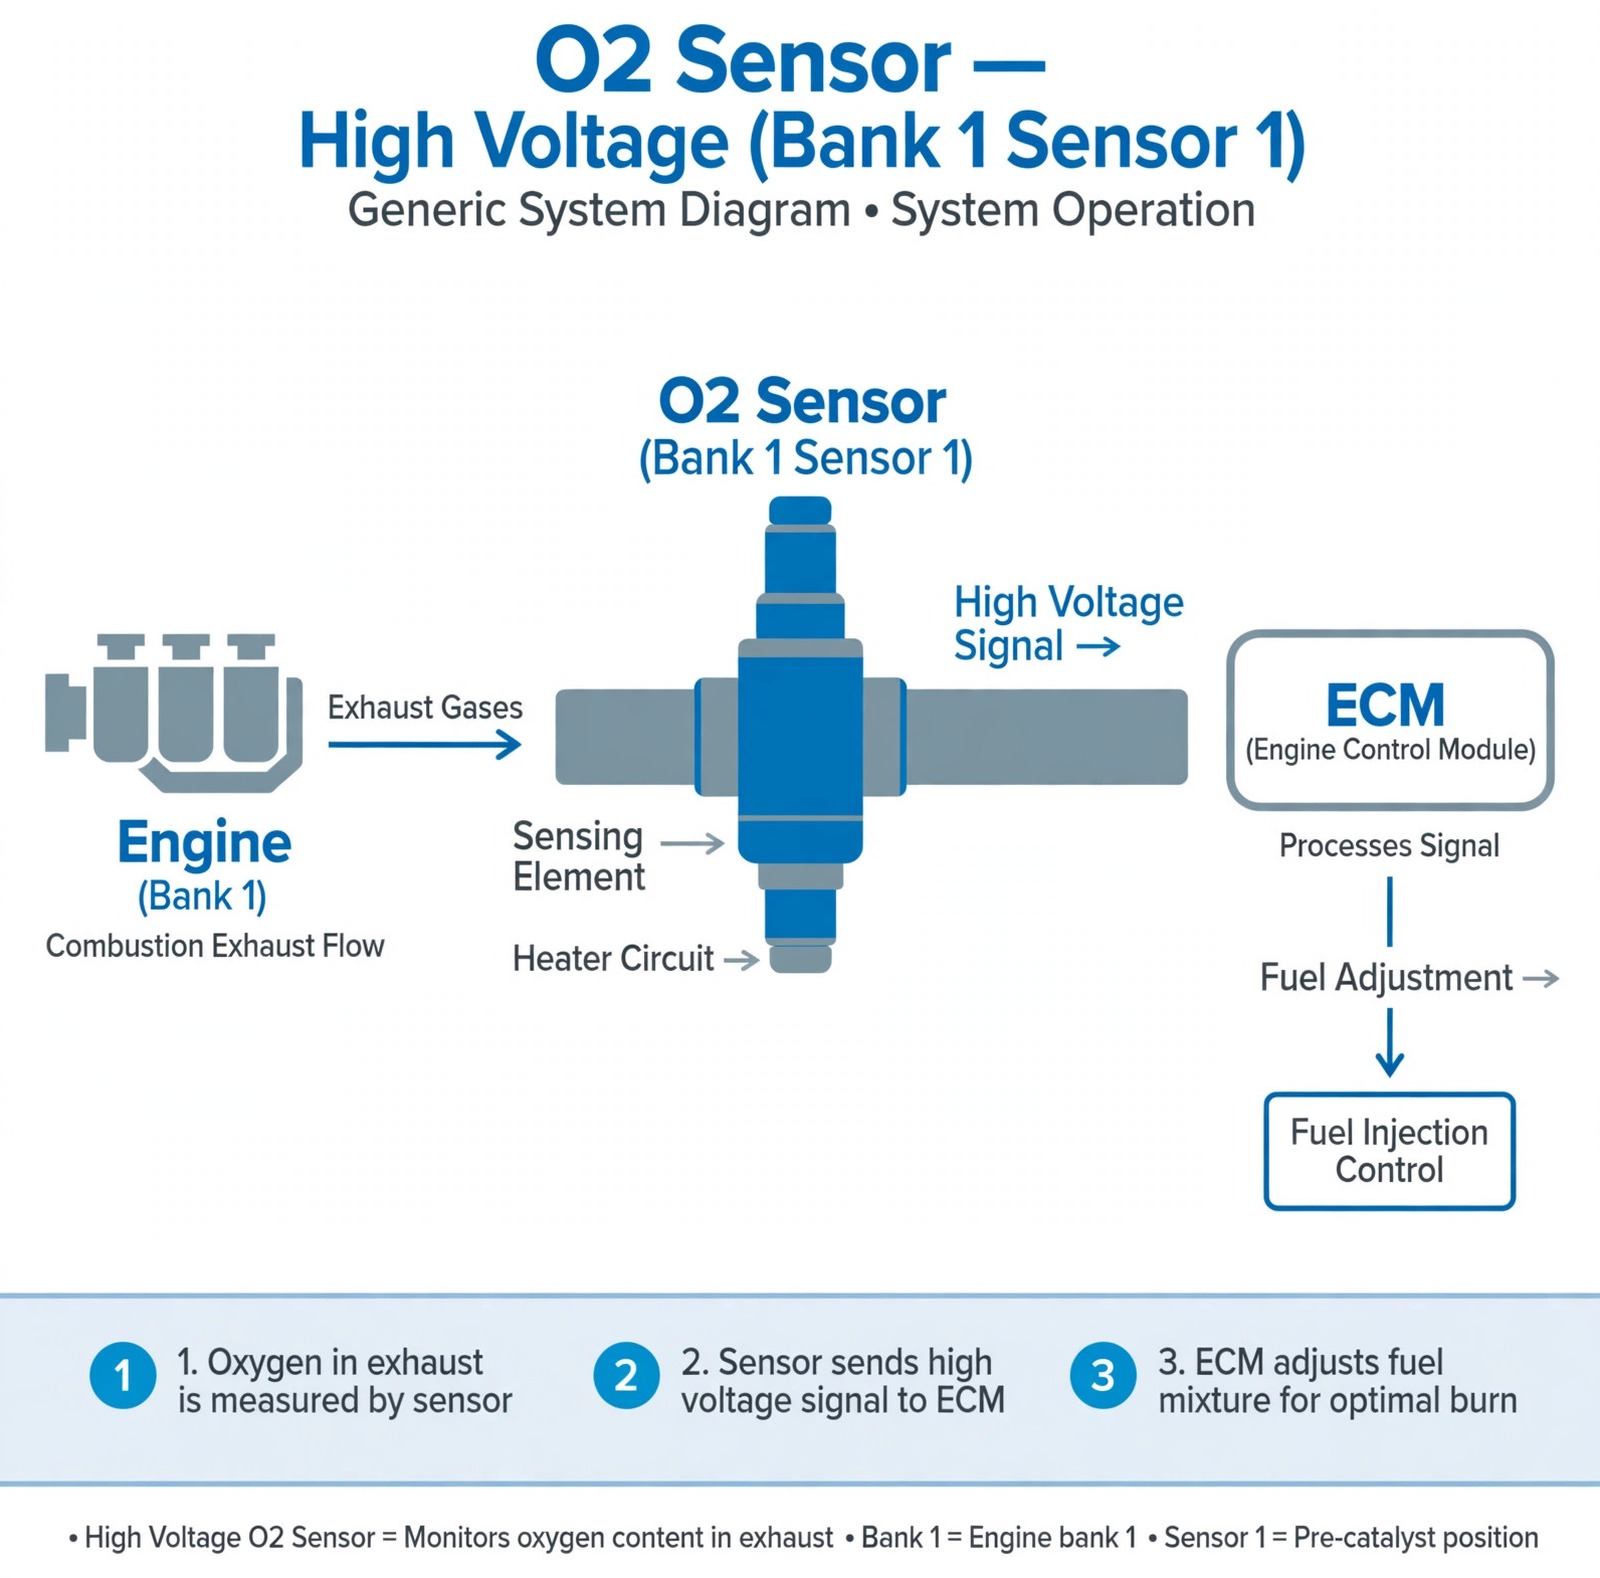 O2 Sensor —
High Voltage (Bank 1 Sensor 1)
Generic System Diagram • System Operation
O2 Sensor
(Bank 1 Sensor 1)
High Voltage
Signal →
Exhaust Gases
ECM
(Engine Control Module)
Engine
(Bank 1)
Combustion Exhaust Flow
Sensing
Element
Heater Circuit
Processes Signal
Fuel Adjustment →
Fuel Injection
Control
1
1. Oxygen in exhaust
is measured by sensor
2
2. Sensor sends high
voltage signal to ECM
3
3. ECM adjusts fuel
mixture for optimal burn
• High Voltage O2 Sensor = Monitors oxygen content in exhaust • Bank 1 = Engine bank 1 • Sensor 1 = Pre-catalyst position